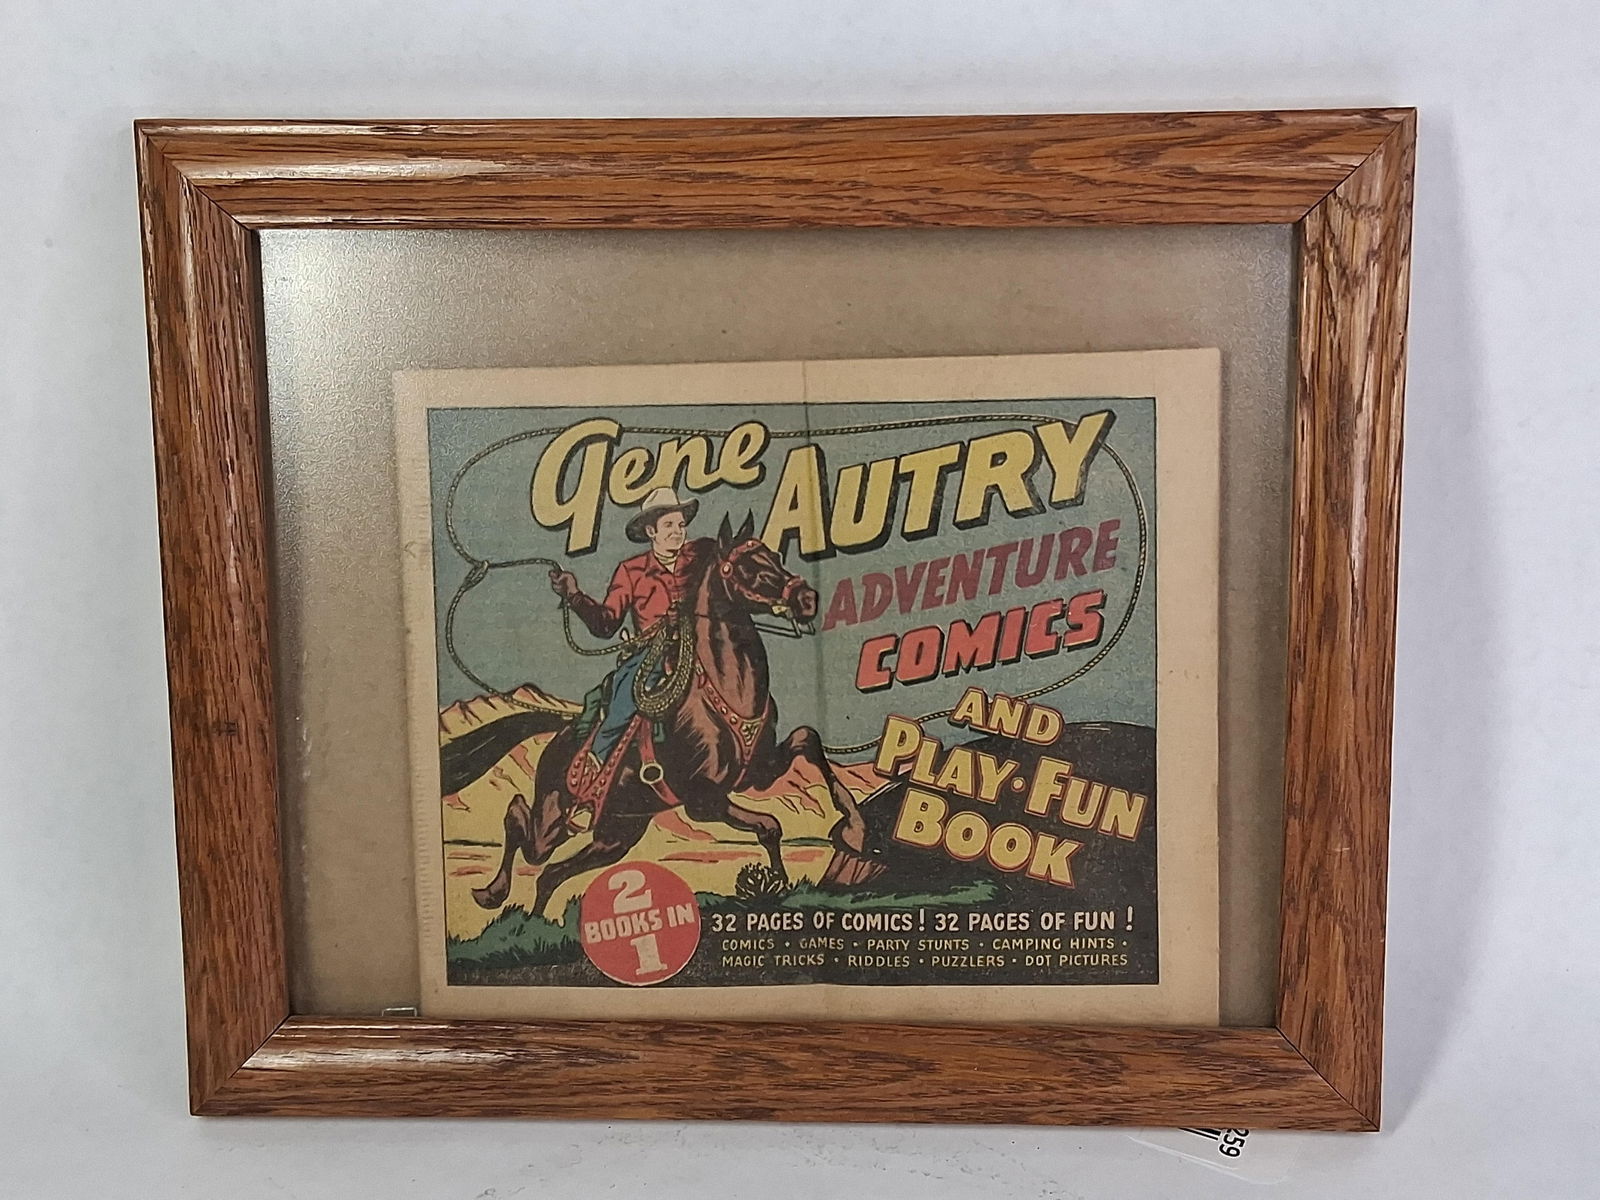 Gene AUTRY
ADVENTURE
COMICS
AND
PLAY·FUN
BOOK
2
BOOKS IN
1
32 PAGES OF COMICS! 32 PAGES OF FUN!
COMICS • GAMES • PARTY STUNTS • CAMPING HINTS •
MAGIC TRICKS • RIDDLES • PUZZLERS • DOT PICTURES
259